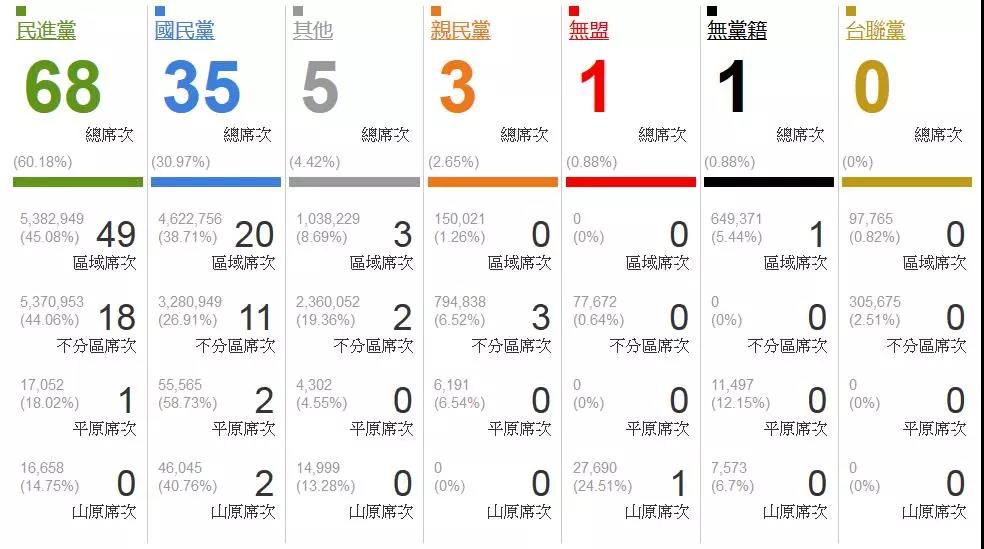 民進黨 國民黨 其他 親民黨 無盟 無黨籍 台聯黨
68 35 5 3 1 1 0
總席次 總席次 總席次 總席次 總席次 總席次 總席次
(60.18%) (30.97%) (4.42%) (2.65%) (0.88%) (0.88%) (0%)
5,382,949 4,622,756 1,038,229 150,021 0 649,371 97,765
(45.08%) 49 (38.71%) 20 (8.69%) 3 (1.26%) 0 (0%) 0 (5.44%) 1 (0.82%) 0
區域席次 區域席次 區域席次 區域席次 區域席次 區域席次 區域席次
5,370,953 3,280,949 2,360,052 794,838 77,672 0 305,675
(44.06%) 18 (26.91%) 11 (19.36%) 2 (6.52%) 3 (0.64%) 0 (0%) 0 (2.51%) 0
不分區席次 不分區席次 不分區席次 不分區席次 不分區席次 不分區席次 不分區席次
17,052 55,565 4,302 6,191 0 11,497 0
(18.02%) 1 (58.73%) 2 (4.55%) 0 (6.54%) 0 (0%) 0 (12.15%) 0 (0%) 0
平原席次 平原席次 平原席次 平原席次 平原席次 平原席次 平原席次
16,658 46,045 14,999 0 27,690 7,573 0
(14.75%) 0 (40.76%) 2 (13.28%) 0 (0%) 0 (24.51%) 1 (6.7%) 0 (0%) 0
山原席次 山原席次 山原席次 山原席次 山原席次 山原席次 山原席次